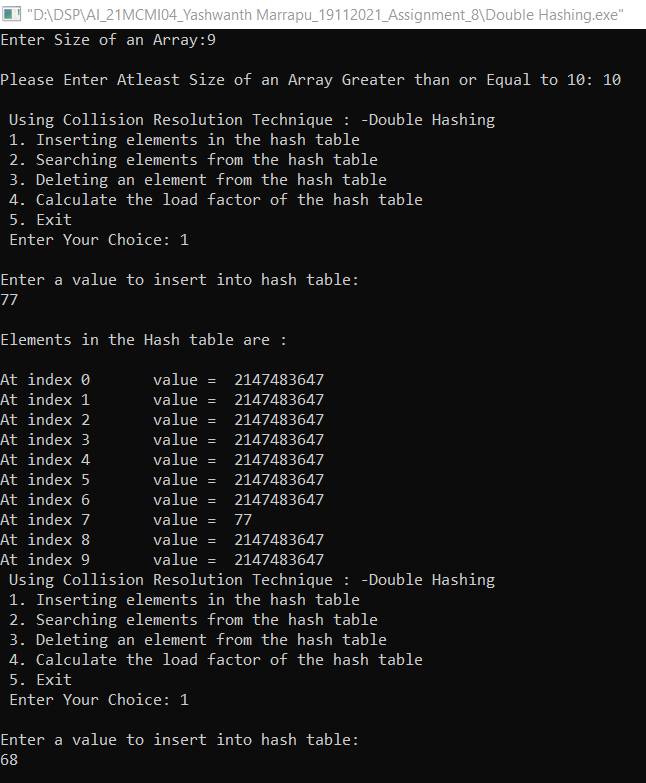 "D:\DSP\AI_21MCMI04_Yashwanth Marrapu_19112021_Assignment_8\Double Hashing.exe"
Enter Size of an Array:9
Please Enter Atleast Size of an Array Greater than or Equal to 10: 10
Using Collision Resolution Technique : -Double Hashing
1. Inserting elements in the hash table
2. Searching elements from the hash table
3. Deleting an element from the hash table
4. Calculate the load factor of the hash table
5. Exit
Enter Your Choice: 1
Enter a value to insert into hash table:
77
Elements in the Hash table are :
At index 0 value = 2147483647
At index 1 value = 2147483647
At index 2 value = 2147483647
At index 3 value = 2147483647
At index 4 value = 2147483647
At index 5 value = 2147483647
At index 6 value = 2147483647
At index 7 value = 77
At index 8 value = 2147483647
At index 9 value = 2147483647
Using Collision Resolution Technique : -Double Hashing
1. Inserting elements in the hash table
2. Searching elements from the hash table
3. Deleting an element from the hash table
4. Calculate the load factor of the hash table
5. Exit
Enter Your Choice: 1
Enter a value to insert into hash table:
68